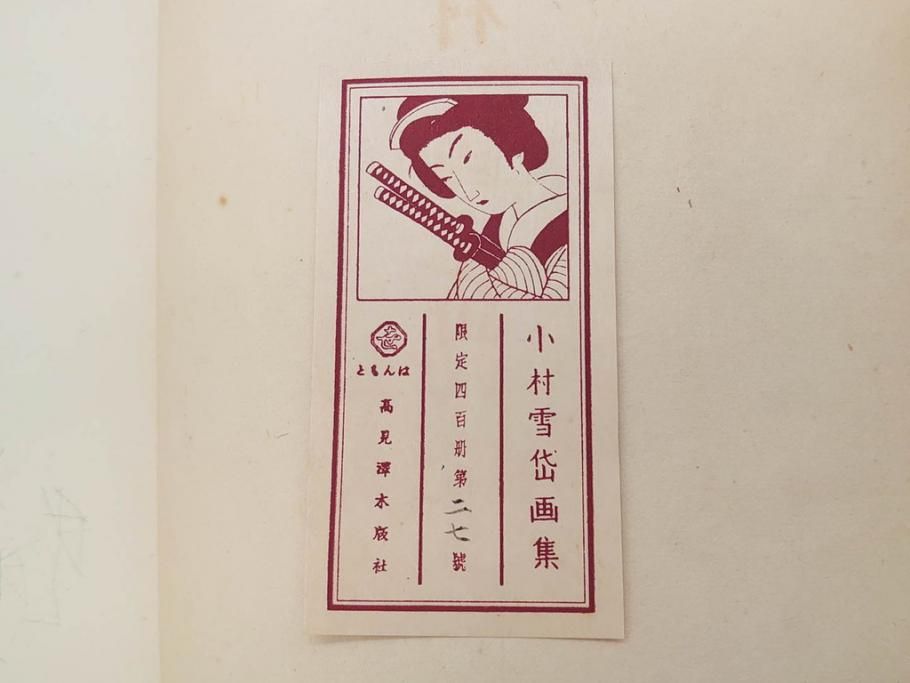 小村雪岱画集
限定四百册第二七號
はんもと
高見澤木版社